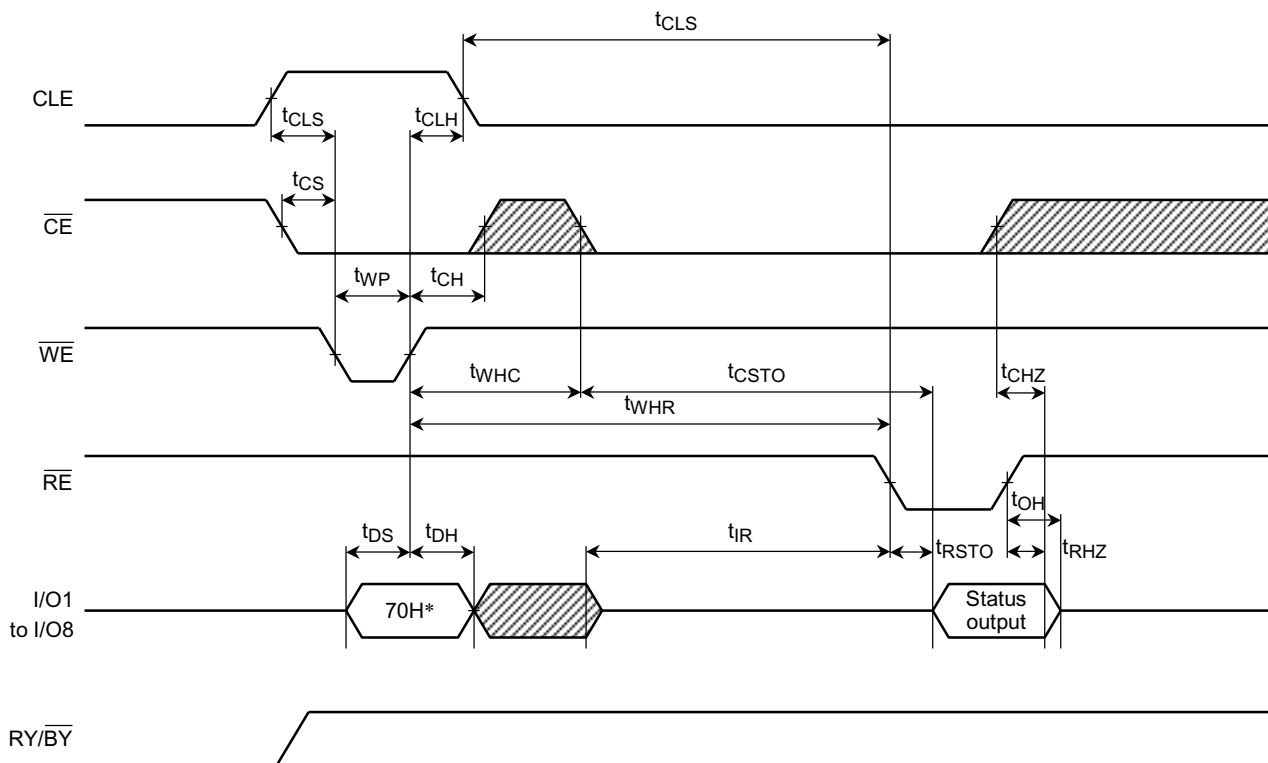 tCLS
CLE
tCLS
tCLH
tCS
CE
tWP
tCH
WE
tWHC
tCSTO
tCHZ
tWHR
RE
tOH
tDS
tDH
tIR
tRSTO
tRHZ
I/O1
to I/O8
70H*
Status
output
RY/BY